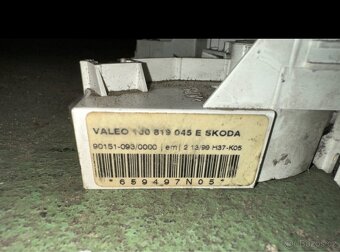 VALEO 1J0 819 045 E SKODA
90151-093/0000 em 2 13/99 H37-K05
*659497N05*